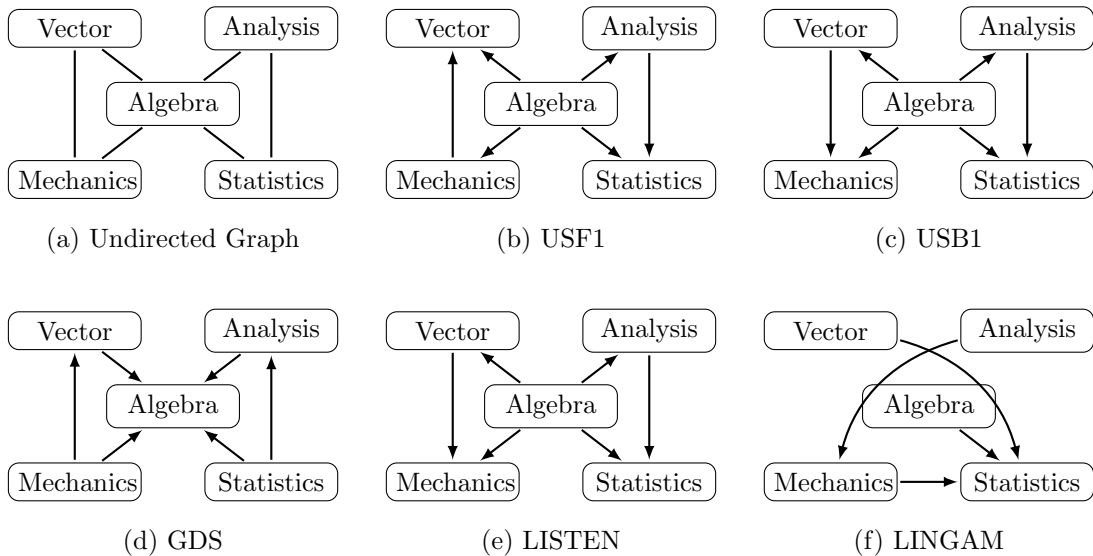 Vector Analysis
Algebra
Mechanics Statistics
(a) Undirected Graph
Vector Analysis
Algebra
Mechanics Statistics
(b) USF1
Vector Analysis
Algebra
Mechanics Statistics
(c) USB1
Vector Analysis
Algebra
Mechanics Statistics
(d) GDS
Vector Analysis
Algebra
Mechanics Statistics
(e) LISTEN
Vector Analysis
Algebra
Mechanics Statistics
(f) LINGAM